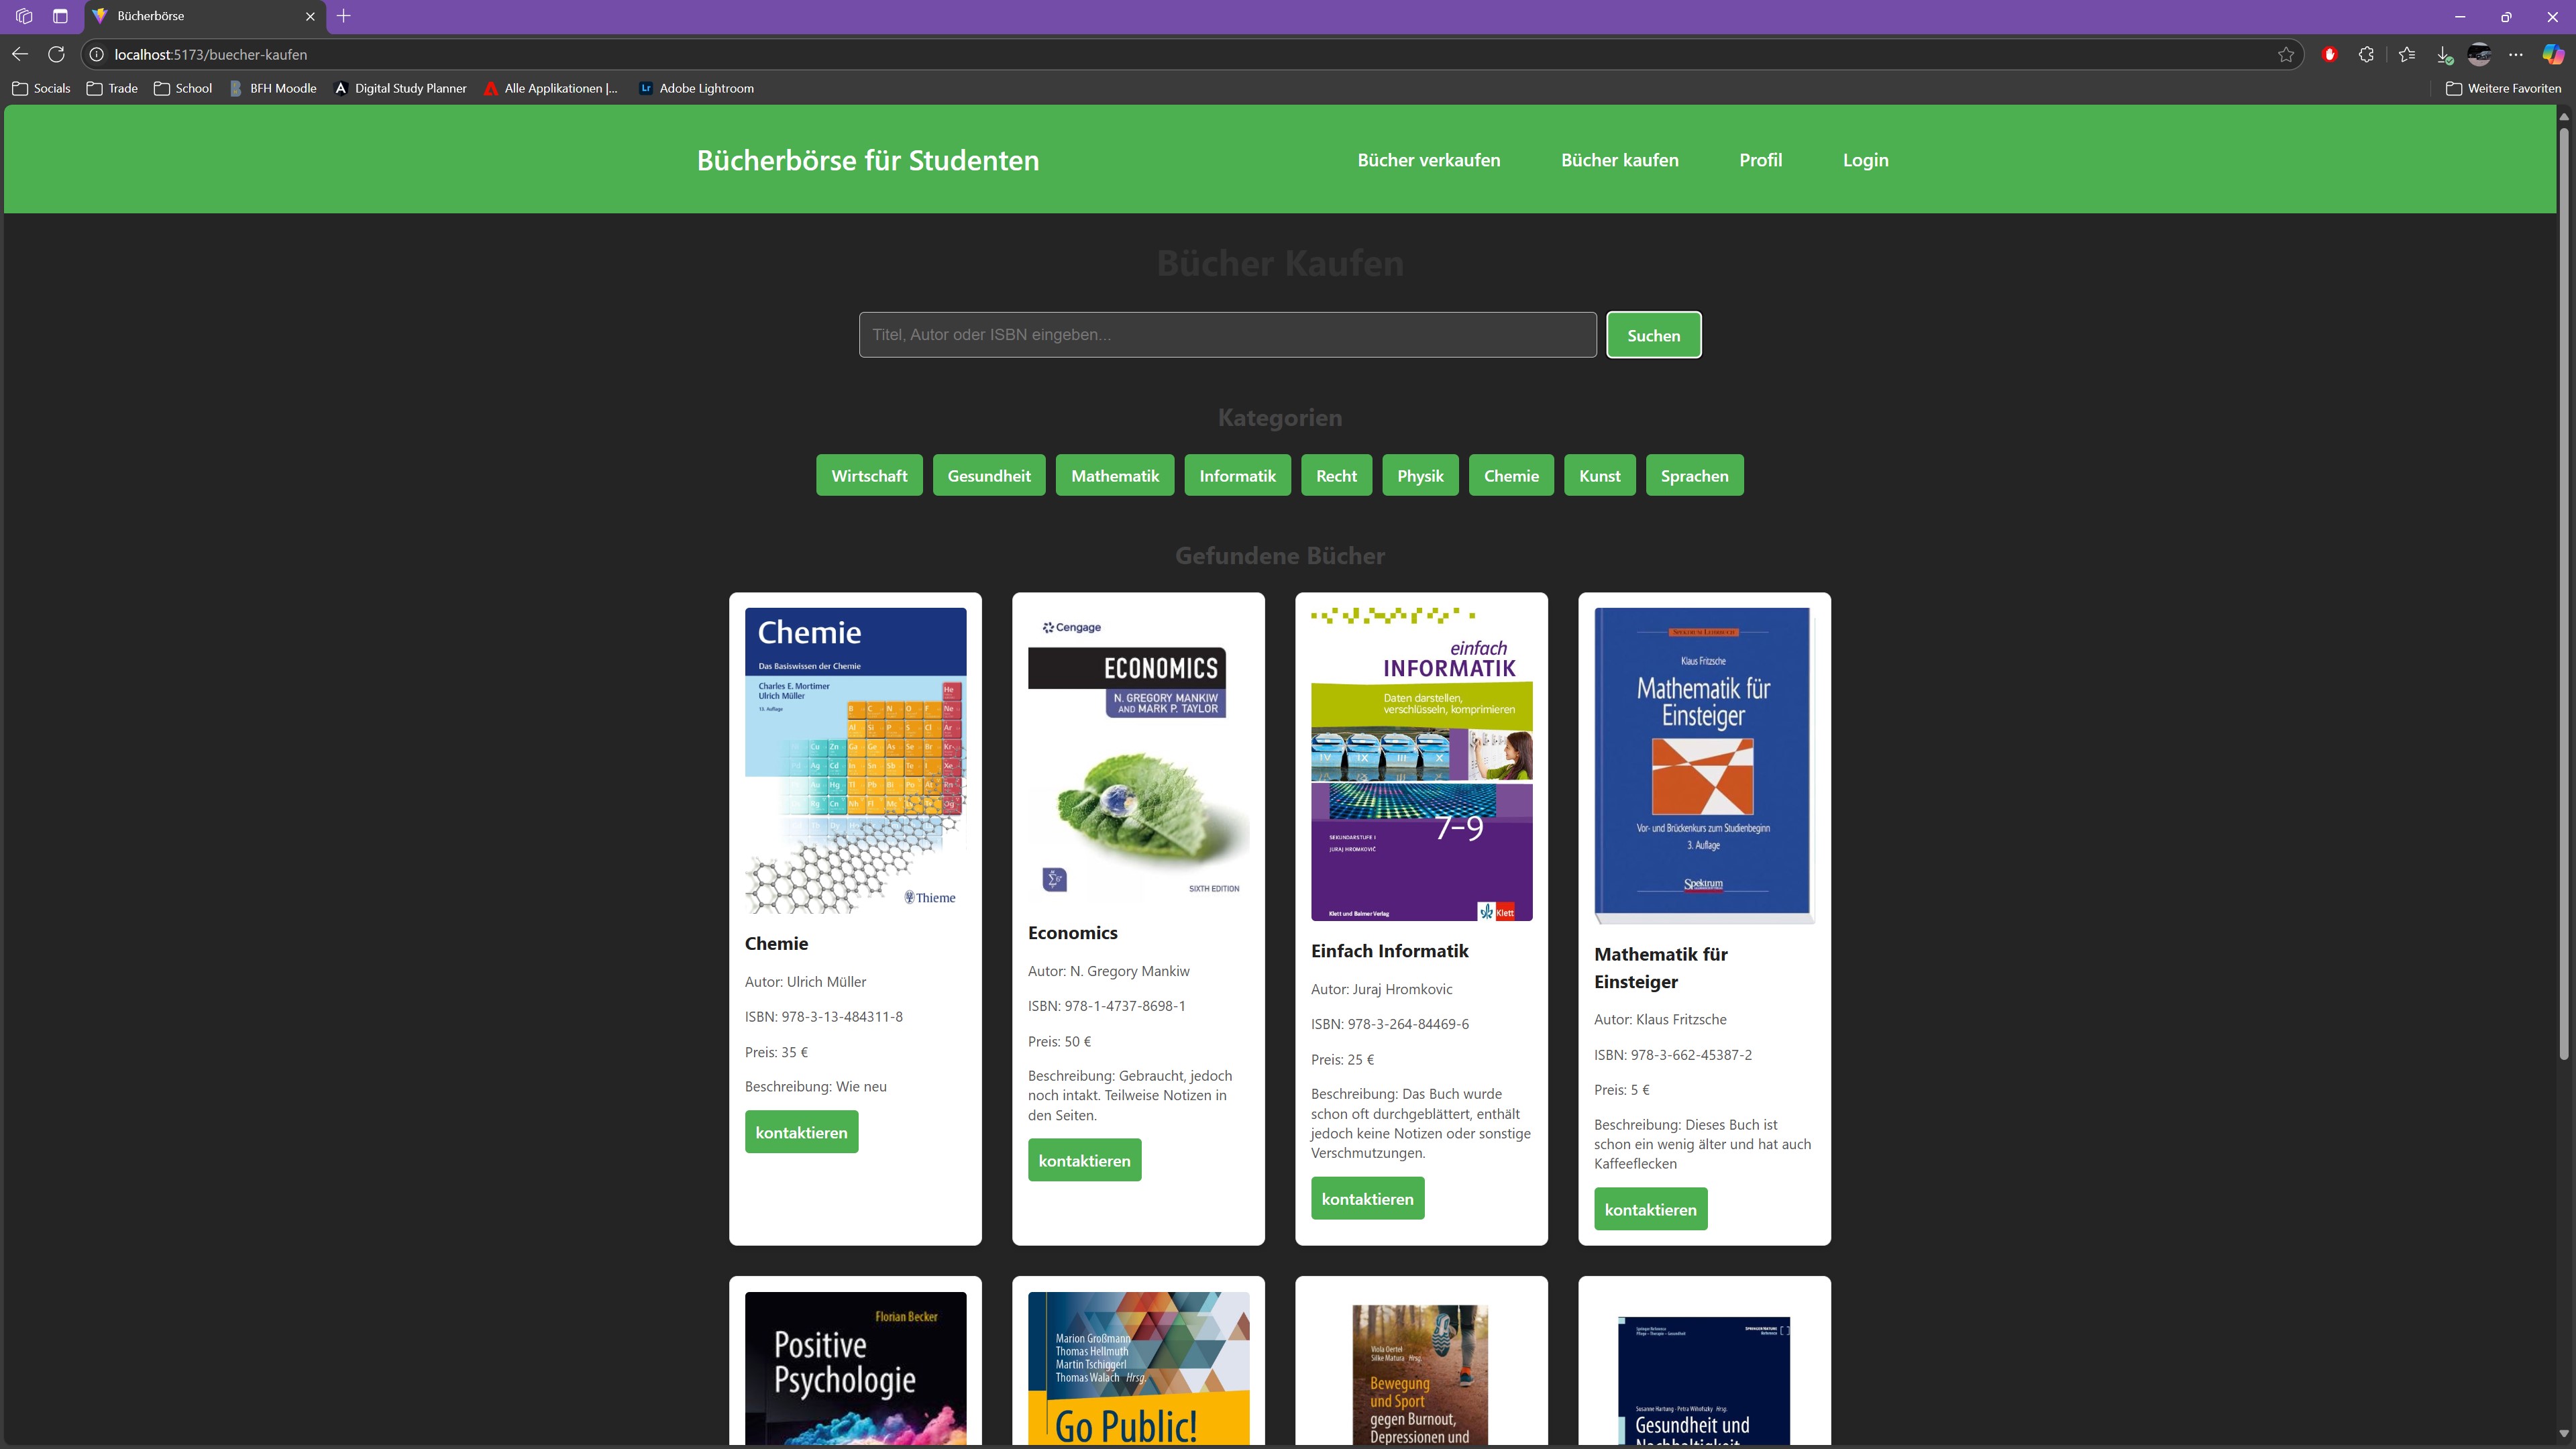 Bücherbörse
localhost:5173/buecher-kaufen
Socials
Trade
School
BFH Moodle
Digital Study Planner
Alle Applikationen |...
Lr
Adobe Lightroom
Weitere Favoriten
Bücherbörse für Studenten
Bücher verkaufen
Bücher kaufen
Profil
Login
Bücher Kaufen
Titel, Autor oder ISBN eingeben...
Suchen
Kategorien
Wirtschaft
Gesundheit
Mathematik
Informatik
Recht
Physik
Chemie
Kunst
Sprachen
Gefundene Bücher
Chemie
Das Basiswissen der Chemie
Charles E. Mortimer
Ulrich Müller
13. Auflage
Thieme
Chemie
Autor: Ulrich Müller
ISBN: 978-3-13-484311-8
Preis: 35 €
Beschreibung: Wie neu
kontaktieren
Cengage
ECONOMICS
N. GREGORY MANKIW
AND MARK P. TAYLOR
SIXTH EDITION
Economics
Autor: N. Gregory Mankiw
ISBN: 978-1-4737-8698-1
Preis: 50 €
Beschreibung: Gebraucht, jedoch
noch intakt. Teilweise Notizen in
den Seiten.
kontaktieren
einfach
INFORMATIK
Daten darstellen,
verschlüsseln, komprimieren
IV IX III X
7–9
SEKUNDARSTUFE I
JURAJ HROMKOVIČ
Klett und Balmer Verlag
Klett
Einfach Informatik
Autor: Juraj Hromkovic
ISBN: 978-3-264-84469-6
Preis: 25 €
Beschreibung: Das Buch wurde
schon oft durchgeblättert, enthält
jedoch keine Notizen oder sonstige
Verschmutzungen.
kontaktieren
SPEKTRUM LEHRBUCH
Klaus Fritzsche
Mathematik für
Einsteiger
Vor- und Brückenkurs zum Studienbeginn
3. Auflage
Spektrum
Mathematik für
Einsteiger
Autor: Klaus Fritzsche
ISBN: 978-3-662-45387-2
Preis: 5 €
Beschreibung: Dieses Buch ist
schon ein wenig älter und hat auch
Kaffeeflecken
kontaktieren
Florian Becker
Positive
Psychologie
Marion Großmann
Thomas Hellmuth
Martin Tschiggerl
Thomas Walach Hrsg.
Go Public!
Viola Oertel
Silke Matura Hrsg.
Bewegung
und Sport
gegen Burnout,
Depressionen und
Susanne Hartung · Petra Wihofszky Hrsg.
Gesundheit und
Nachhaltigkeit